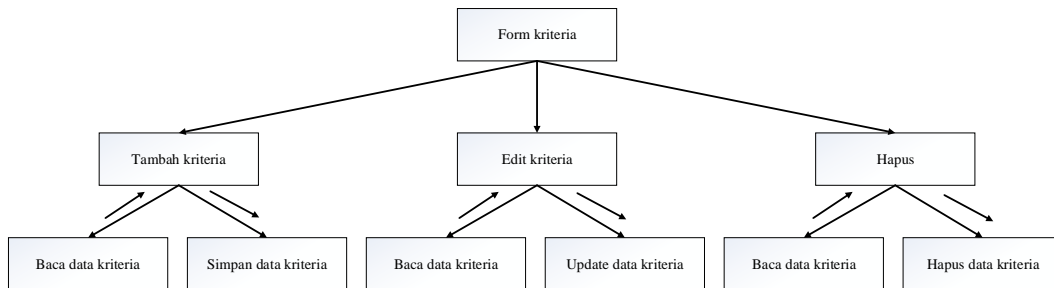 Form kriteria
Tambah kriteria
Edit kriteria
Hapus
Baca data kriteria
Simpan data kriteria
Baca data kriteria
Update data kriteria
Baca data kriteria
Hapus data kriteria